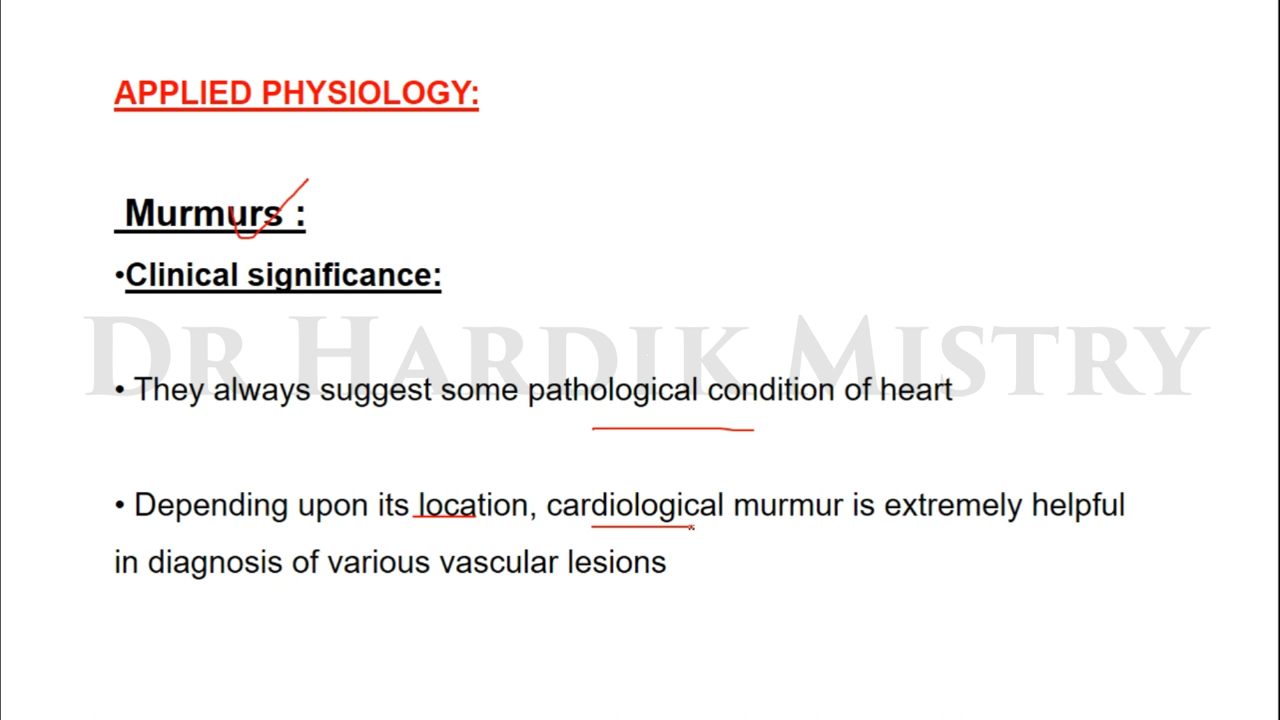 APPLIED PHYSIOLOGY:
Murmurs :
•Clinical significance:
DR HARDIK MISTRY
• They always suggest some pathological condition of heart
• Depending upon its location, cardiological murmur is extremely helpful
in diagnosis of various vascular lesions